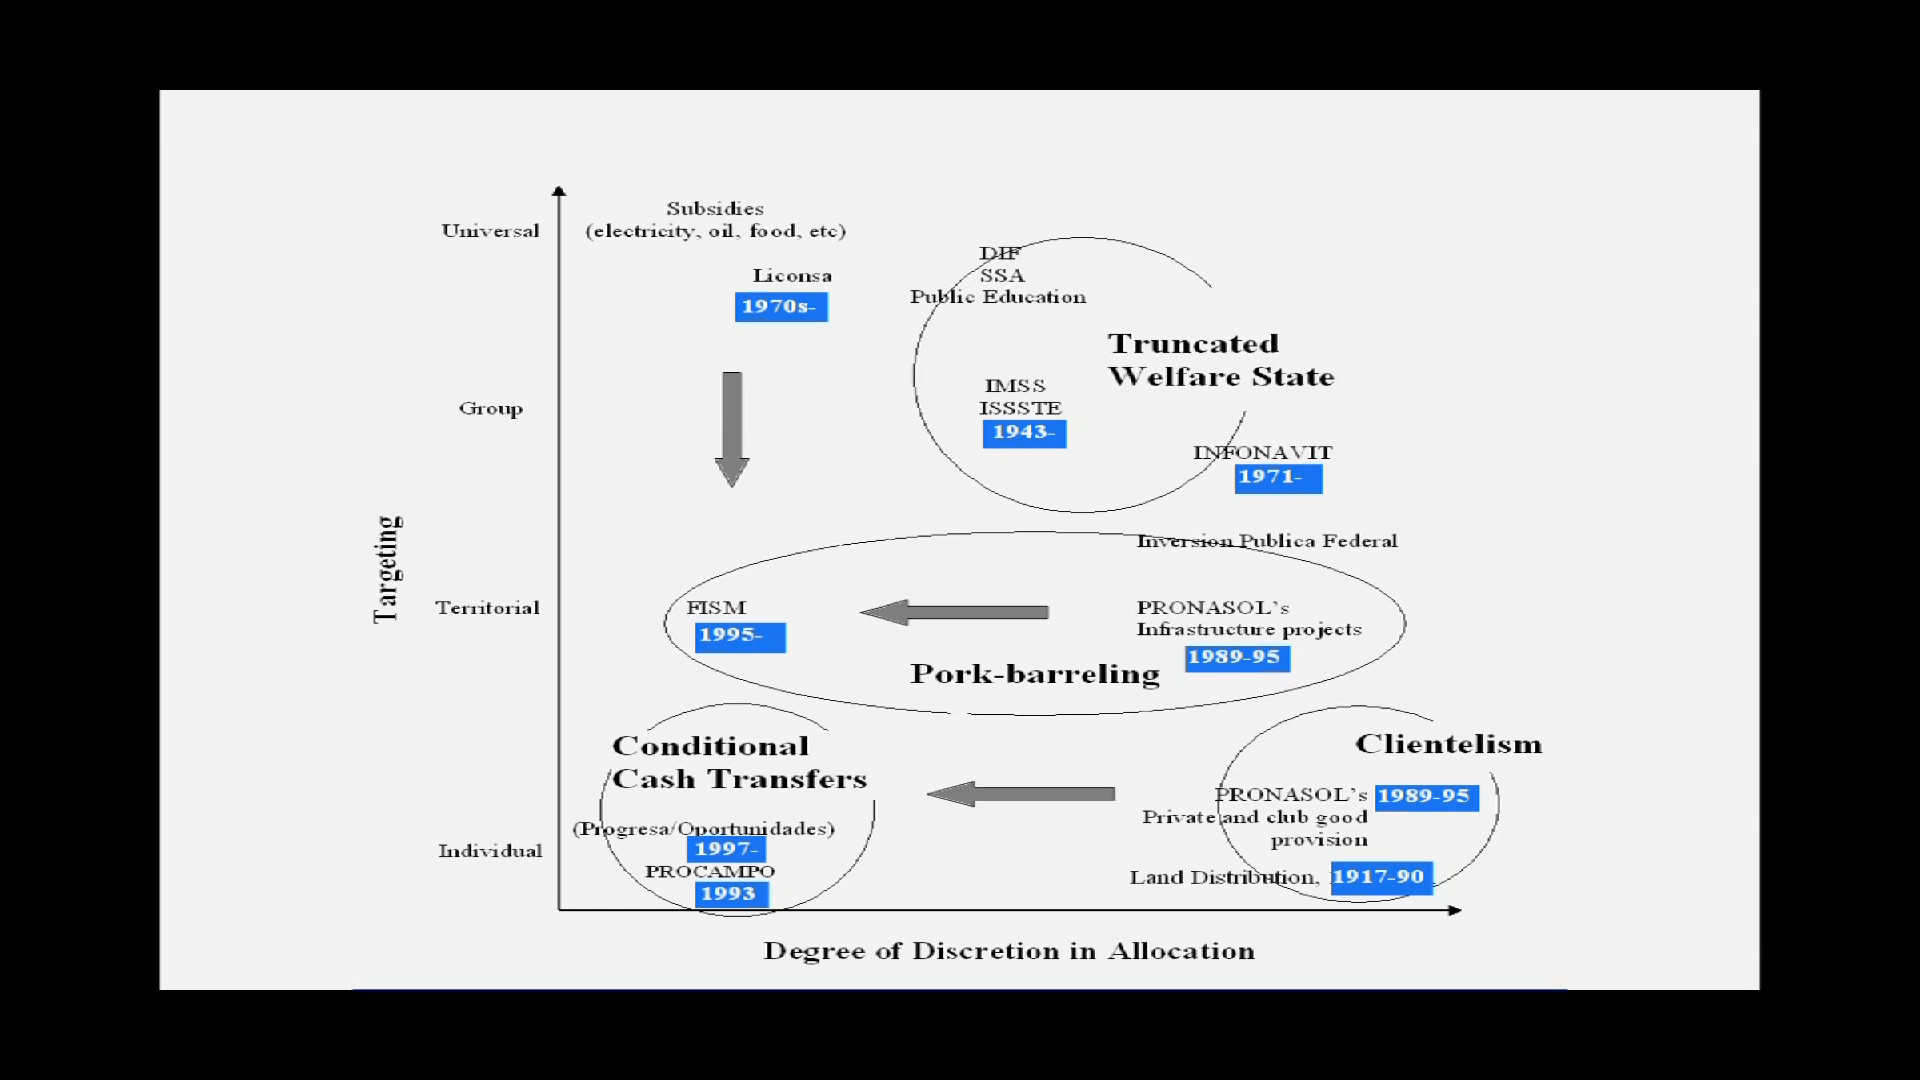 Subsidies
Universal
(electricity, oil, food, etc)
DIF
Liconsa
SSA
Public Education
1970s-
Truncated
Welfare State
IMSS
Group
ISSSTE
1943-
INFONAVIT
1971-
Targeting
Inversion Publica Federal
Territorial
FISM
PRONASOL's
1995-
Infrastructure projects
1989-95
Pork-barreling
Conditional
Cash Transfers
Clientelism
PRONASOL's 1989-95
Private and club good
provision
(Progresa/Oportunidades)
1997-
Individual
PROCAMPO
1993
Land Distribution, 1917-90
Degree of Discretion in Allocation